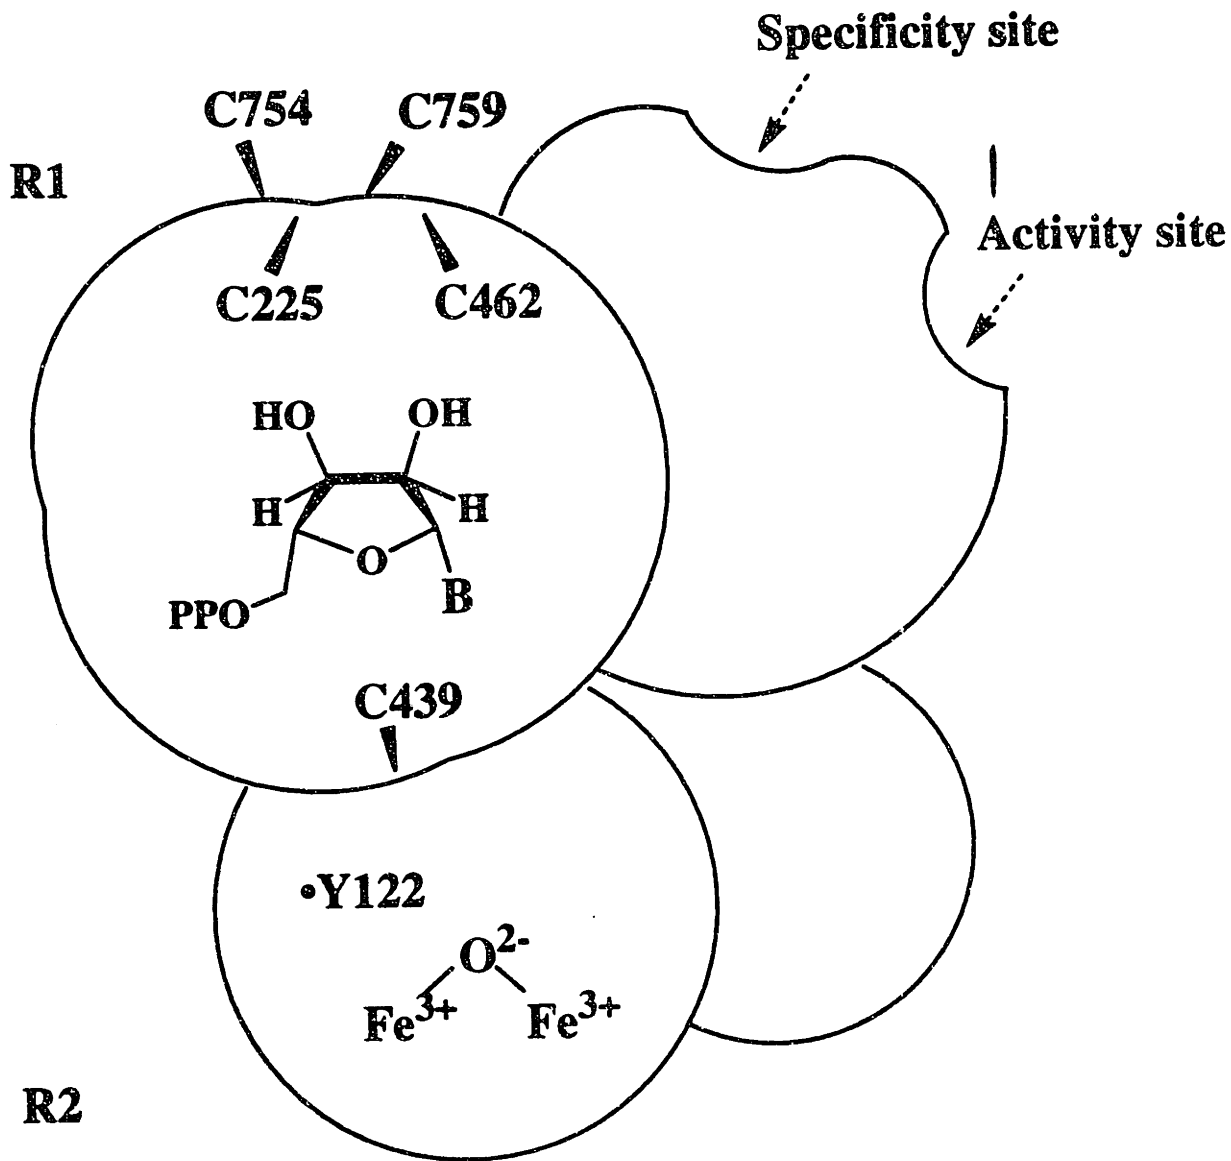 Specificity site
C754
C759
R1
Activity site
C225
C462
HO
OH
H
H
O
B
PPO
C439
•Y122
O2-
Fe3+
Fe3+
R2